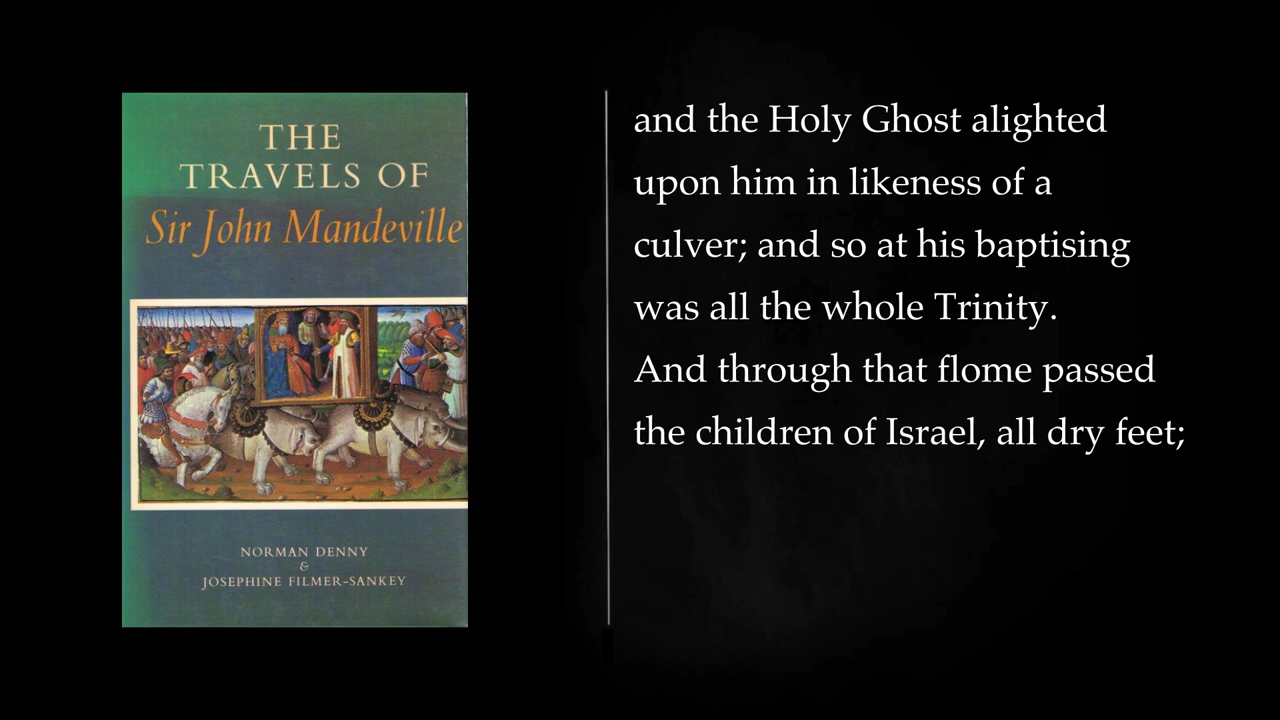 THE
TRAVELS OF
Sir John Mandeville
NORMAN DENNY
&
JOSEPHINE FILMER-SANKEY
and the Holy Ghost alighted
upon him in likeness of a
culver; and so at his baptising
was all the whole Trinity.
And through that flome passed
the children of Israel, all dry feet;